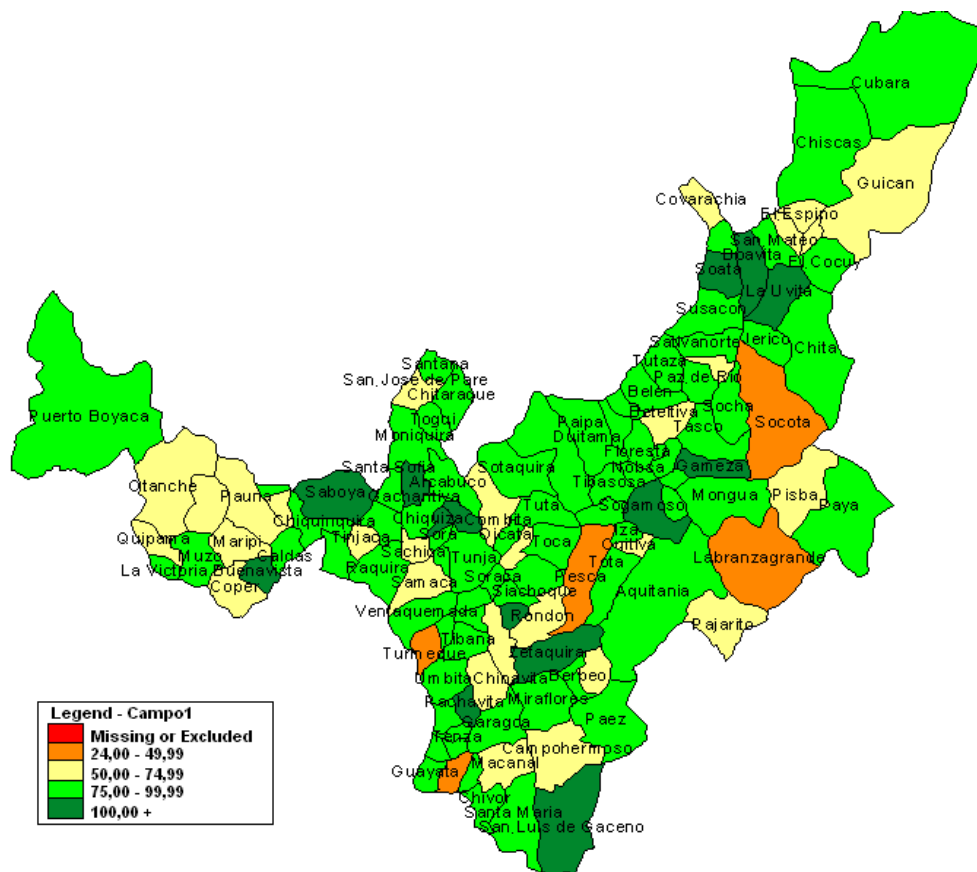 Cubara
Chiscas
Guican
Covarachia
El Espino
San Mateo
Boavita
El Cocuy
Soata
La Uvita
Susacon
Sativanorte
Jerico
Chita
Tutaza
Paz de Rio
Belen
Socha
Socota
Tasco
Santana
San Jose de Pare
Chitaraque
Togui
Moniquira
Puerto Boyaca
Paipa
Duitama
Floresta
Nobsa
Gameza
Santa Sofia
Arcabuco
Sotaquira
Tibasosa
Mongua
Pisba
Paya
Otanche
Pauna
Saboya
Gachantiva
Tuta
Sogamoso
Chiquinquira
Chiquiza
Combita
Oicata
Toca
Iza
Cuitiva
Quipama
Maripi
Tinjaca
Sora
Muzo
Caldas
Sachica
Tunja
Tota
Labranzagrande
La Victoria
Buenavista
Raquira
Samaca
Soraca
Siachoque
Pesca
Aquitania
Coper
Ventaquemada
Rondon
Pajarito
Tibana
Turmeque
Zetaquira
Umbita
Chinavita
Berbeo
Pachavita
Miraflores
Garagoa
Paez
Tenza
Campohermoso
Guayata
Macanal
Chivor
Santa Maria
San Luis de Gaceno
Legend - Campo1
Missing or Excluded
24,00 - 49,99
50,00 - 74,99
75,00 - 99,99
100,00 +